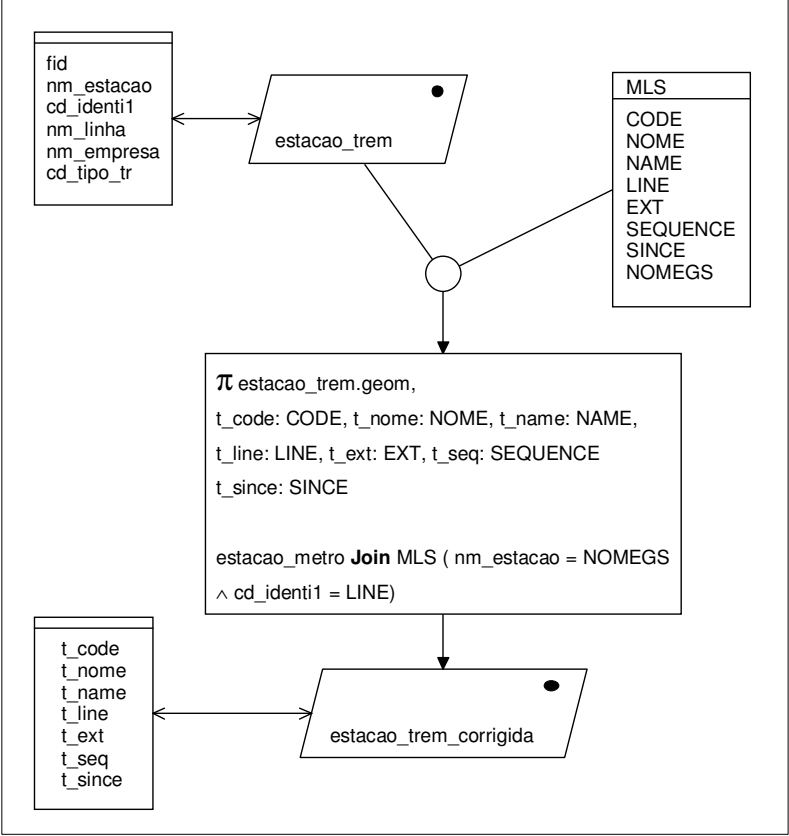 fid
nm_estacao
cd_identi1
nm_linha
nm_empresa
cd_tipo_tr
estacao_trem
MLS
CODE
NOME
NAME
LINE
EXT
SEQUENCE
SINCE
NOMEGS
π estacao_trem.geom,
t_code: CODE, t_nome: NOME, t_name: NAME,
t_line: LINE, t_ext: EXT, t_seq: SEQUENCE
t_since: SINCE
estacao_metro Join MLS ( nm_estacao = NOMEGS
∧ cd_identi1 = LINE)
t_code
t_nome
t_name
t_line
t_ext
t_seq
t_since
estacao_trem_corrigida